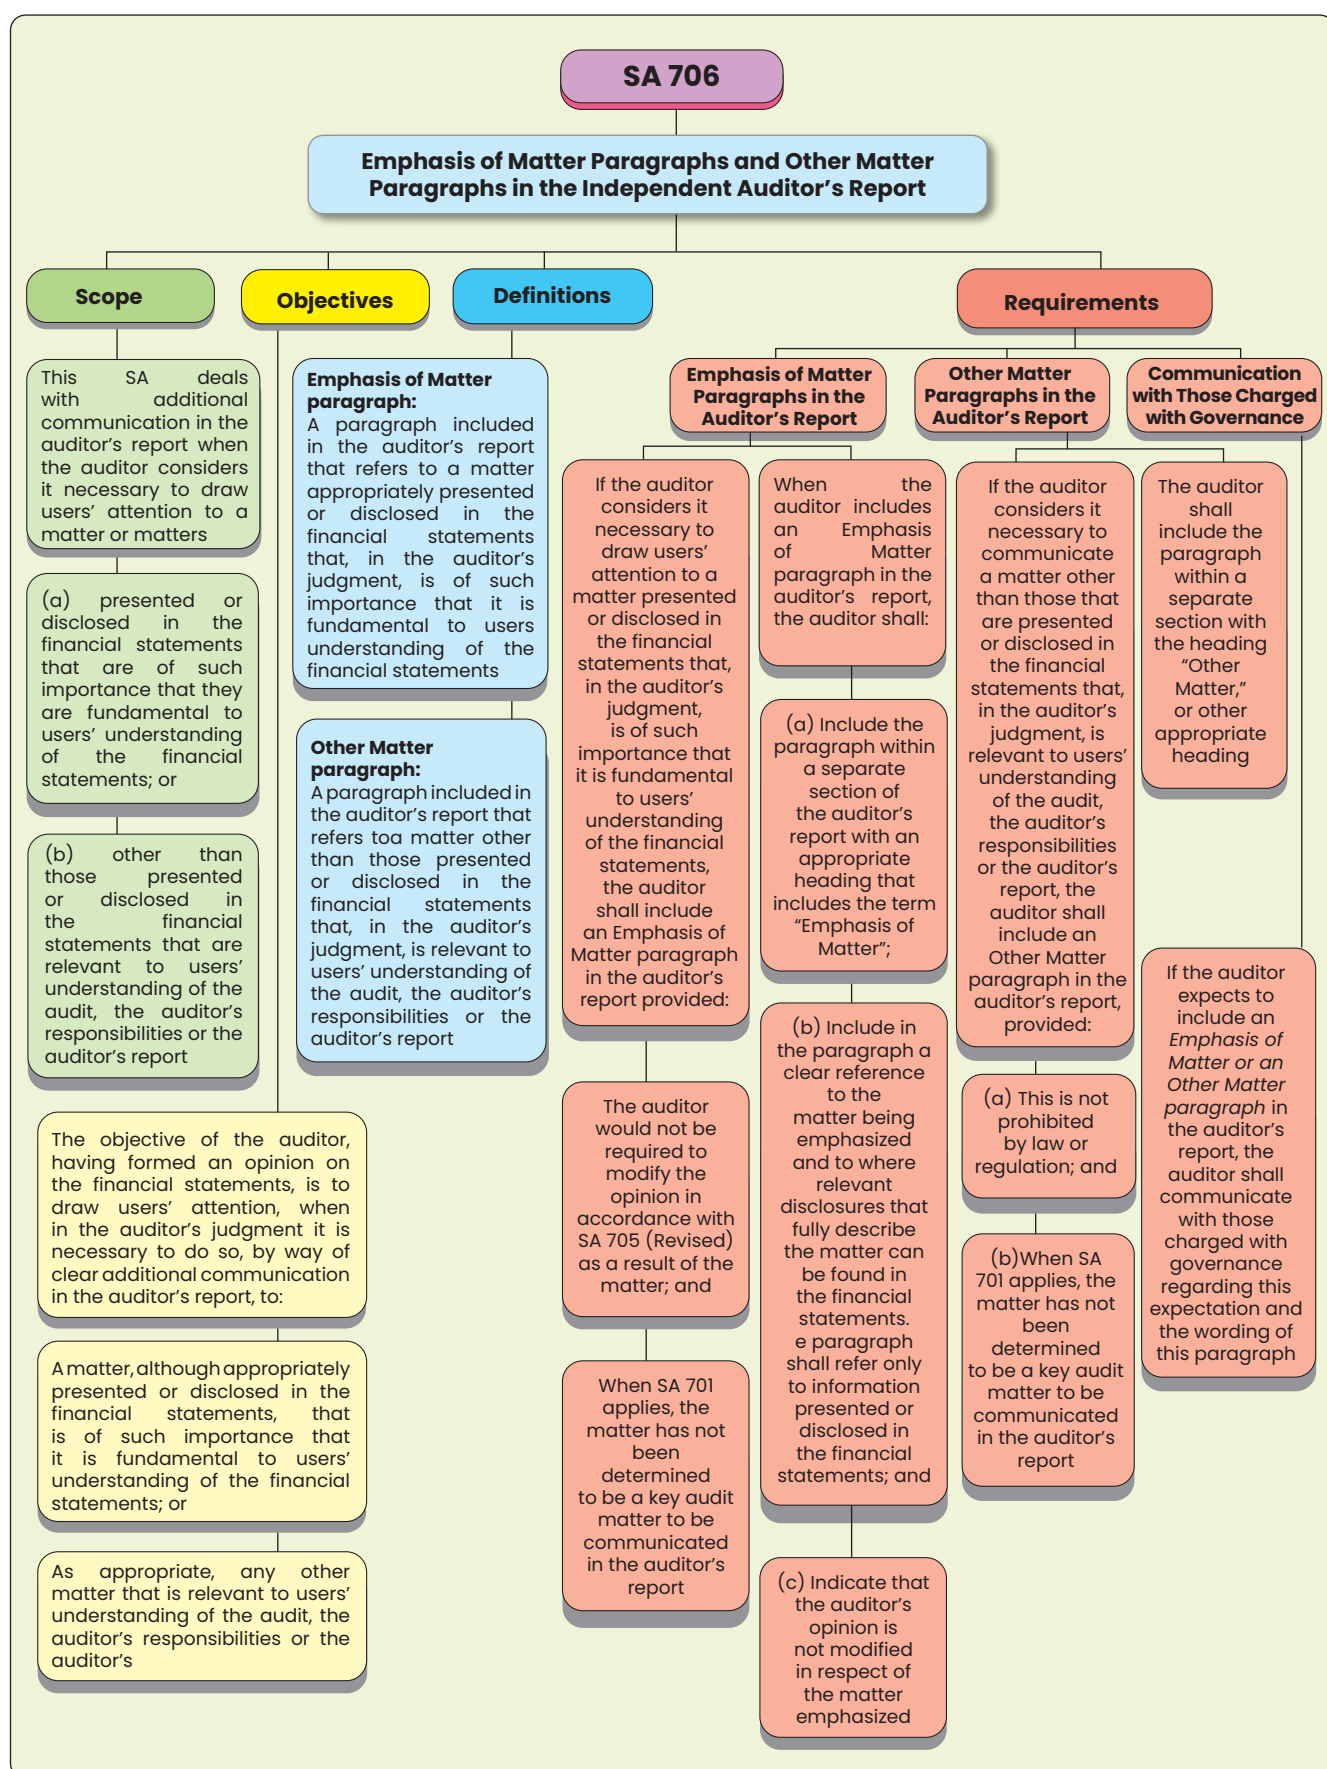 SA 706
Emphasis of Matter Paragraphs and Other Matter
Paragraphs in the Independent Auditor's Report
Scope
This SA deals
with additional
communication in the
auditor's report when
the auditor considers
it necessary to draw
users' attention to a
matter or matters
(a) presented or
disclosed in the
financial statements
that are of such
importance that they
are fundamental to
users' understanding
of the financial
statements; or
(b) other than
those presented
or disclosed in
the financial
statements that are
relevant to users'
understanding of the
audit, the auditor's
responsibilities or the
auditor's report
Objectives
The objective of the auditor,
having formed an opinion on
the financial statements, is to
draw users' attention, when
in the auditor's judgment it is
necessary to do so, by way of
clear additional communication
in the auditor's report, to:
A matter, although appropriately
presented or disclosed in the
financial statements, that
is of such importance that
it is fundamental to users'
understanding of the financial
statements; or
As appropriate, any other
matter that is relevant to users'
understanding of the audit, the
auditor's responsibilities or the
auditor's
Definitions
Emphasis of Matter
paragraph:
A paragraph included
in the auditor's report
that refers to a matter
appropriately presented
or disclosed in the
financial statements
that, in the auditor's
judgment, is of such
importance that it is
fundamental to users
understanding of the
financial statements
Other Matter
paragraph:
A paragraph included in
the auditor's report that
refers toa matter other
than those presented
or disclosed in the
financial statements
that, in the auditor's
judgment, is relevant to
users' understanding of
the audit, the auditor's
responsibilities or the
auditor's report
Requirements
Emphasis of Matter
Paragraphs in the
Auditor's Report
If the auditor
considers it
necessary to
draw users'
attention to a
matter presented
or disclosed in
the financial
statements that,
in the auditor's
judgment,
is of such
importance that
it is fundamental
to users'
understanding
of the financial
statements,
the auditor
shall include
an Emphasis of
Matter paragraph
in the auditor's
report provided:
The auditor
would not be
required to
modify the
opinion in
accordance with
SA 705 (Revised)
as a result of the
matter; and
When SA 701
applies, the
matter has not
been
determined
to be a key audit
matter to be
communicated
in the auditor's
report
When the
auditor includes
an Emphasis
of Matter
paragraph in the
auditor's report,
the auditor shall:
(a) Include the
paragraph within
a separate
section of
the auditor's
report with an
appropriate
heading that
includes the term
“Emphasis of
Matter”;
(b) Include in
the paragraph a
clear reference
to the
matter being
emphasized
and to where
relevant
disclosures that
fully describe
the matter can
be found in
the financial
statements.
e paragraph
shall refer only
to information
presented or
disclosed in
the financial
statements; and
(c) Indicate that
the auditor's
opinion is
not modified
in respect of
the matter
emphasized
Other Matter
Paragraphs in the
Auditor's Report
If the auditor
considers it
necessary to
communicate
a matter other
than those that
are presented
or disclosed in
the financial
statements that,
in the auditor's
judgment, is
relevant to users'
understanding
of the audit,
the auditor's
responsibilities
or the auditor's
report, the
auditor shall
include an
Other Matter
paragraph in the
auditor's report,
provided:
(a) This is not
prohibited
by law or
regulation; and
(b)When SA
701 applies, the
matter has not
been
determined
to be a key audit
matter to be
communicated
in the auditor's
report
The auditor
shall
include the
paragraph
within a
separate
section with
the heading
“Other
Matter,”
or other
appropriate
heading
Communication
with Those Charged
with Governance
If the auditor
expects to
include an
Emphasis of
Matter or an
Other Matter
paragraph in
the auditor's
report, the
auditor shall
communicate
with those
charged with
governance
regarding this
expectation and
the wording of
this paragraph